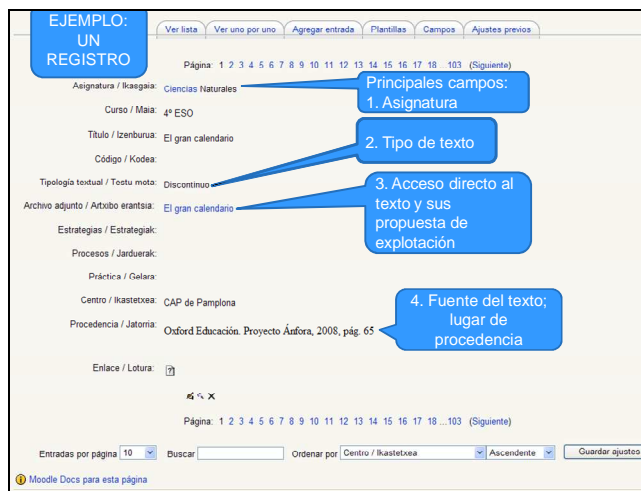 EJEMPLO:
UN
REGISTRO
Ver lista Ver uno por uno Agregar entrada Plantillas Campos Ajustes previos
Página: 1 2 3 4 5 6 7 8 9 10 11 12 13 14 15 16 17 18 ...103 (Siguiente)
Asignatura / Ikasgaia: Ciencias Naturales
Principales campos:
1. Asignatura
Curso / Maia: 4º ESO
Título / Izenburua: El gran calendario
2. Tipo de texto
Código / Kodea:
Tipología textual / Testu mota: Discontinuo
3. Acceso directo al
texto y sus
propuesta de
explotación
Archivo adjunto / Artxibo erantsia: El gran calendario
Estrategias / Estrategiak:
Procesos / Jarduerak:
Práctica / Gelara:
Centro / Ikastetxea: CAP de Pamplona
4. Fuente del texto;
lugar de
procedencia
Procedencia / Jatorria: Oxford Educación. Proyecto Ánfora, 2008, pág. 65
Enlace / Lotura:
Página: 1 2 3 4 5 6 7 8 9 10 11 12 13 14 15 16 17 18 ...103 (Siguiente)
Entradas por página 10 Buscar Ordenar por Centro / Ikastetxea Ascendente Guardar ajustes
Moodle Docs para esta página